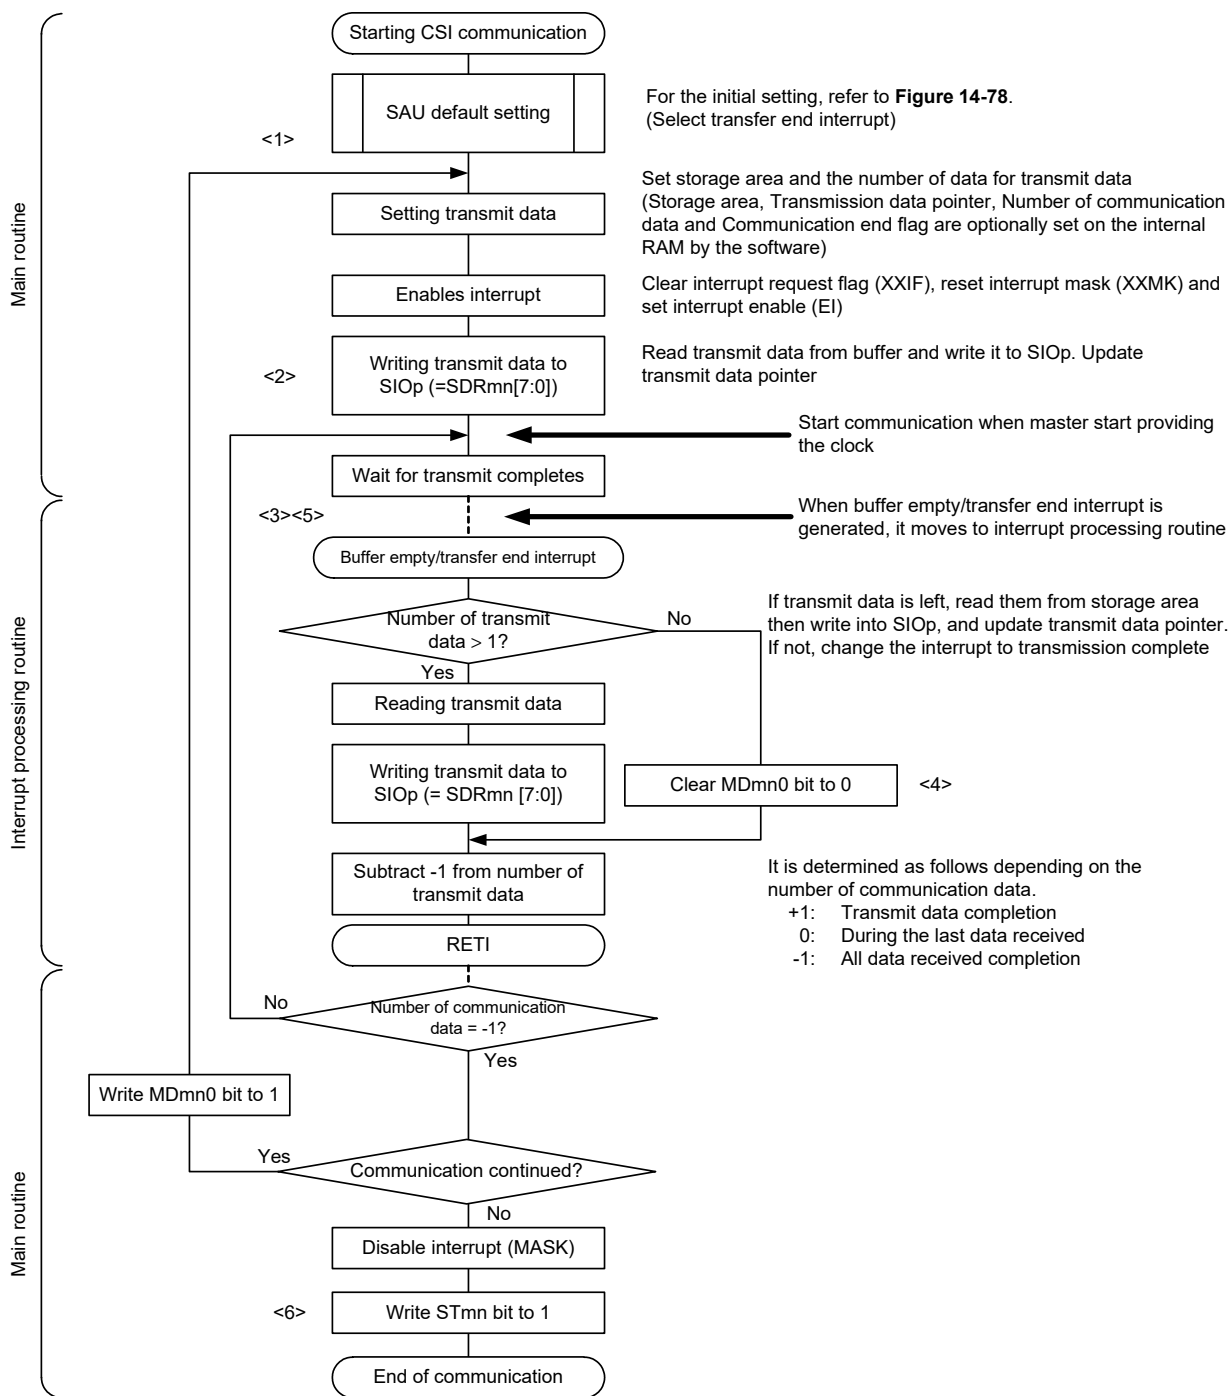 Starting CSI communication
SAU default setting
For the initial setting, refer to Figure 14-78.
(Select transfer end interrupt)
<1>
Main routine
Setting transmit data
Set storage area and the number of data for transmit data
(Storage area, Transmission data pointer, Number of communication
data and Communication end flag are optionally set on the internal
RAM by the software)
Enables interrupt
Clear interrupt request flag (XXIF), reset interrupt mask (XXMK) and
set interrupt enable (EI)
<2>
Writing transmit data to
SIOp (=SDRmn[7:0])
Read transmit data from buffer and write it to SIOp. Update
transmit data pointer
Start communication when master start providing
the clock
Wait for transmit completes
<3><5>
When buffer empty/transfer end interrupt is
generated, it moves to interrupt processing routine
Buffer empty/transfer end interrupt
Interrupt processing routine
Number of transmit
data > 1?
No
Yes
If transmit data is left, read them from storage area
then write into SIOp, and update transmit data pointer.
If not, change the interrupt to transmission complete
Reading transmit data
Writing transmit data to
SIOp (= SDRmn [7:0])
Clear MDmn0 bit to 0
<4>
Subtract -1 from number of
transmit data
It is determined as follows depending on the
number of communication data.
+1: Transmit data completion
0: During the last data received
-1: All data received completion
RETI
No
Number of communication
data = -1?
Yes
Write MDmn0 bit to 1
Main routine
Yes
Communication continued?
No
Disable interrupt (MASK)
<6>
Write STmn bit to 1
End of communication